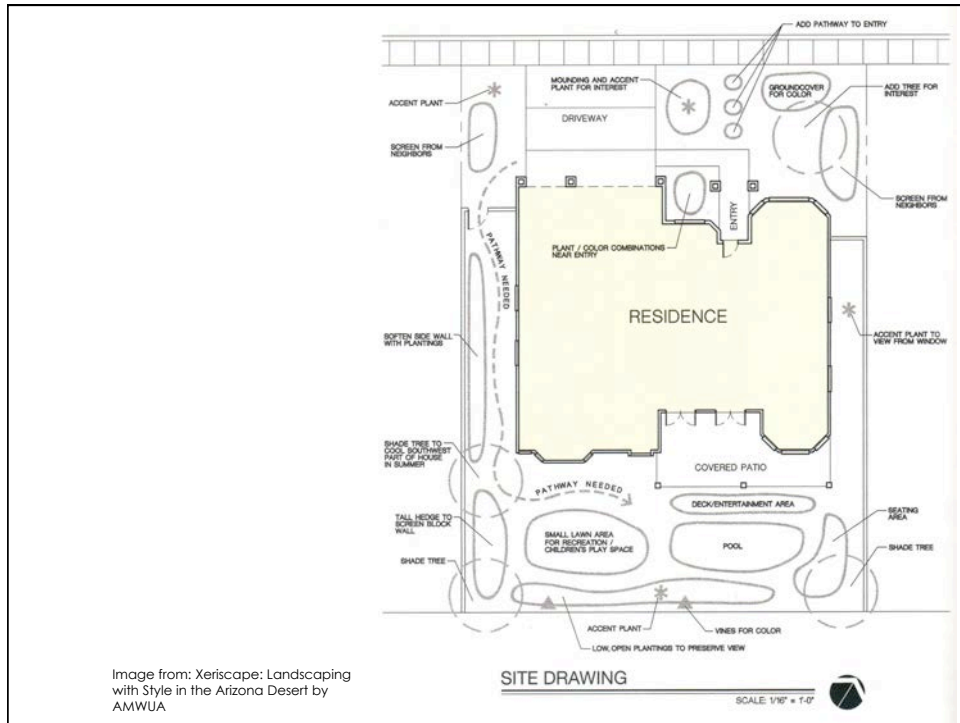 ADD PATHWAY TO ENTRY
MOUNDING AND ACCENT
PLANT FOR INTEREST
GROUNDCOVER
FOR COLOR
ADD TREE FOR
INTEREST
ACCENT PLANT
DRIVEWAY
SCREEN FROM
NEIGHBORS
SCREEN FROM
NEIGHBORS
ENTRY
PATHWAY NEEDED
PLANT / COLOR COMBINATIONS
NEAR ENTRY
RESIDENCE
SOFTEN SIDE WALL
WITH PLANTINGS
ACCENT PLANT TO
VIEW FROM WINDOW
SHADE TREE TO
COOL SOUTHWEST
PART OF HOUSE
IN SUMMER
COVERED PATIO
PATHWAY NEEDED
DECK/ENTERTAINMENT AREA
SEATING
AREA
TALL HEDGE TO
SCREEN BLOCK
WALL
SMALL LAWN AREA
FOR RECREATION /
CHILDREN'S PLAY SPACE
POOL
SHADE TREE
SHADE TREE
ACCENT PLANT
VINES FOR COLOR
LOW, OPEN PLANTINGS TO PRESERVE VIEW
Image from: Xeriscape: Landscaping
with Style in the Arizona Desert by
AMWUA
SITE DRAWING
SCALE: 1/16" = 1'-0"